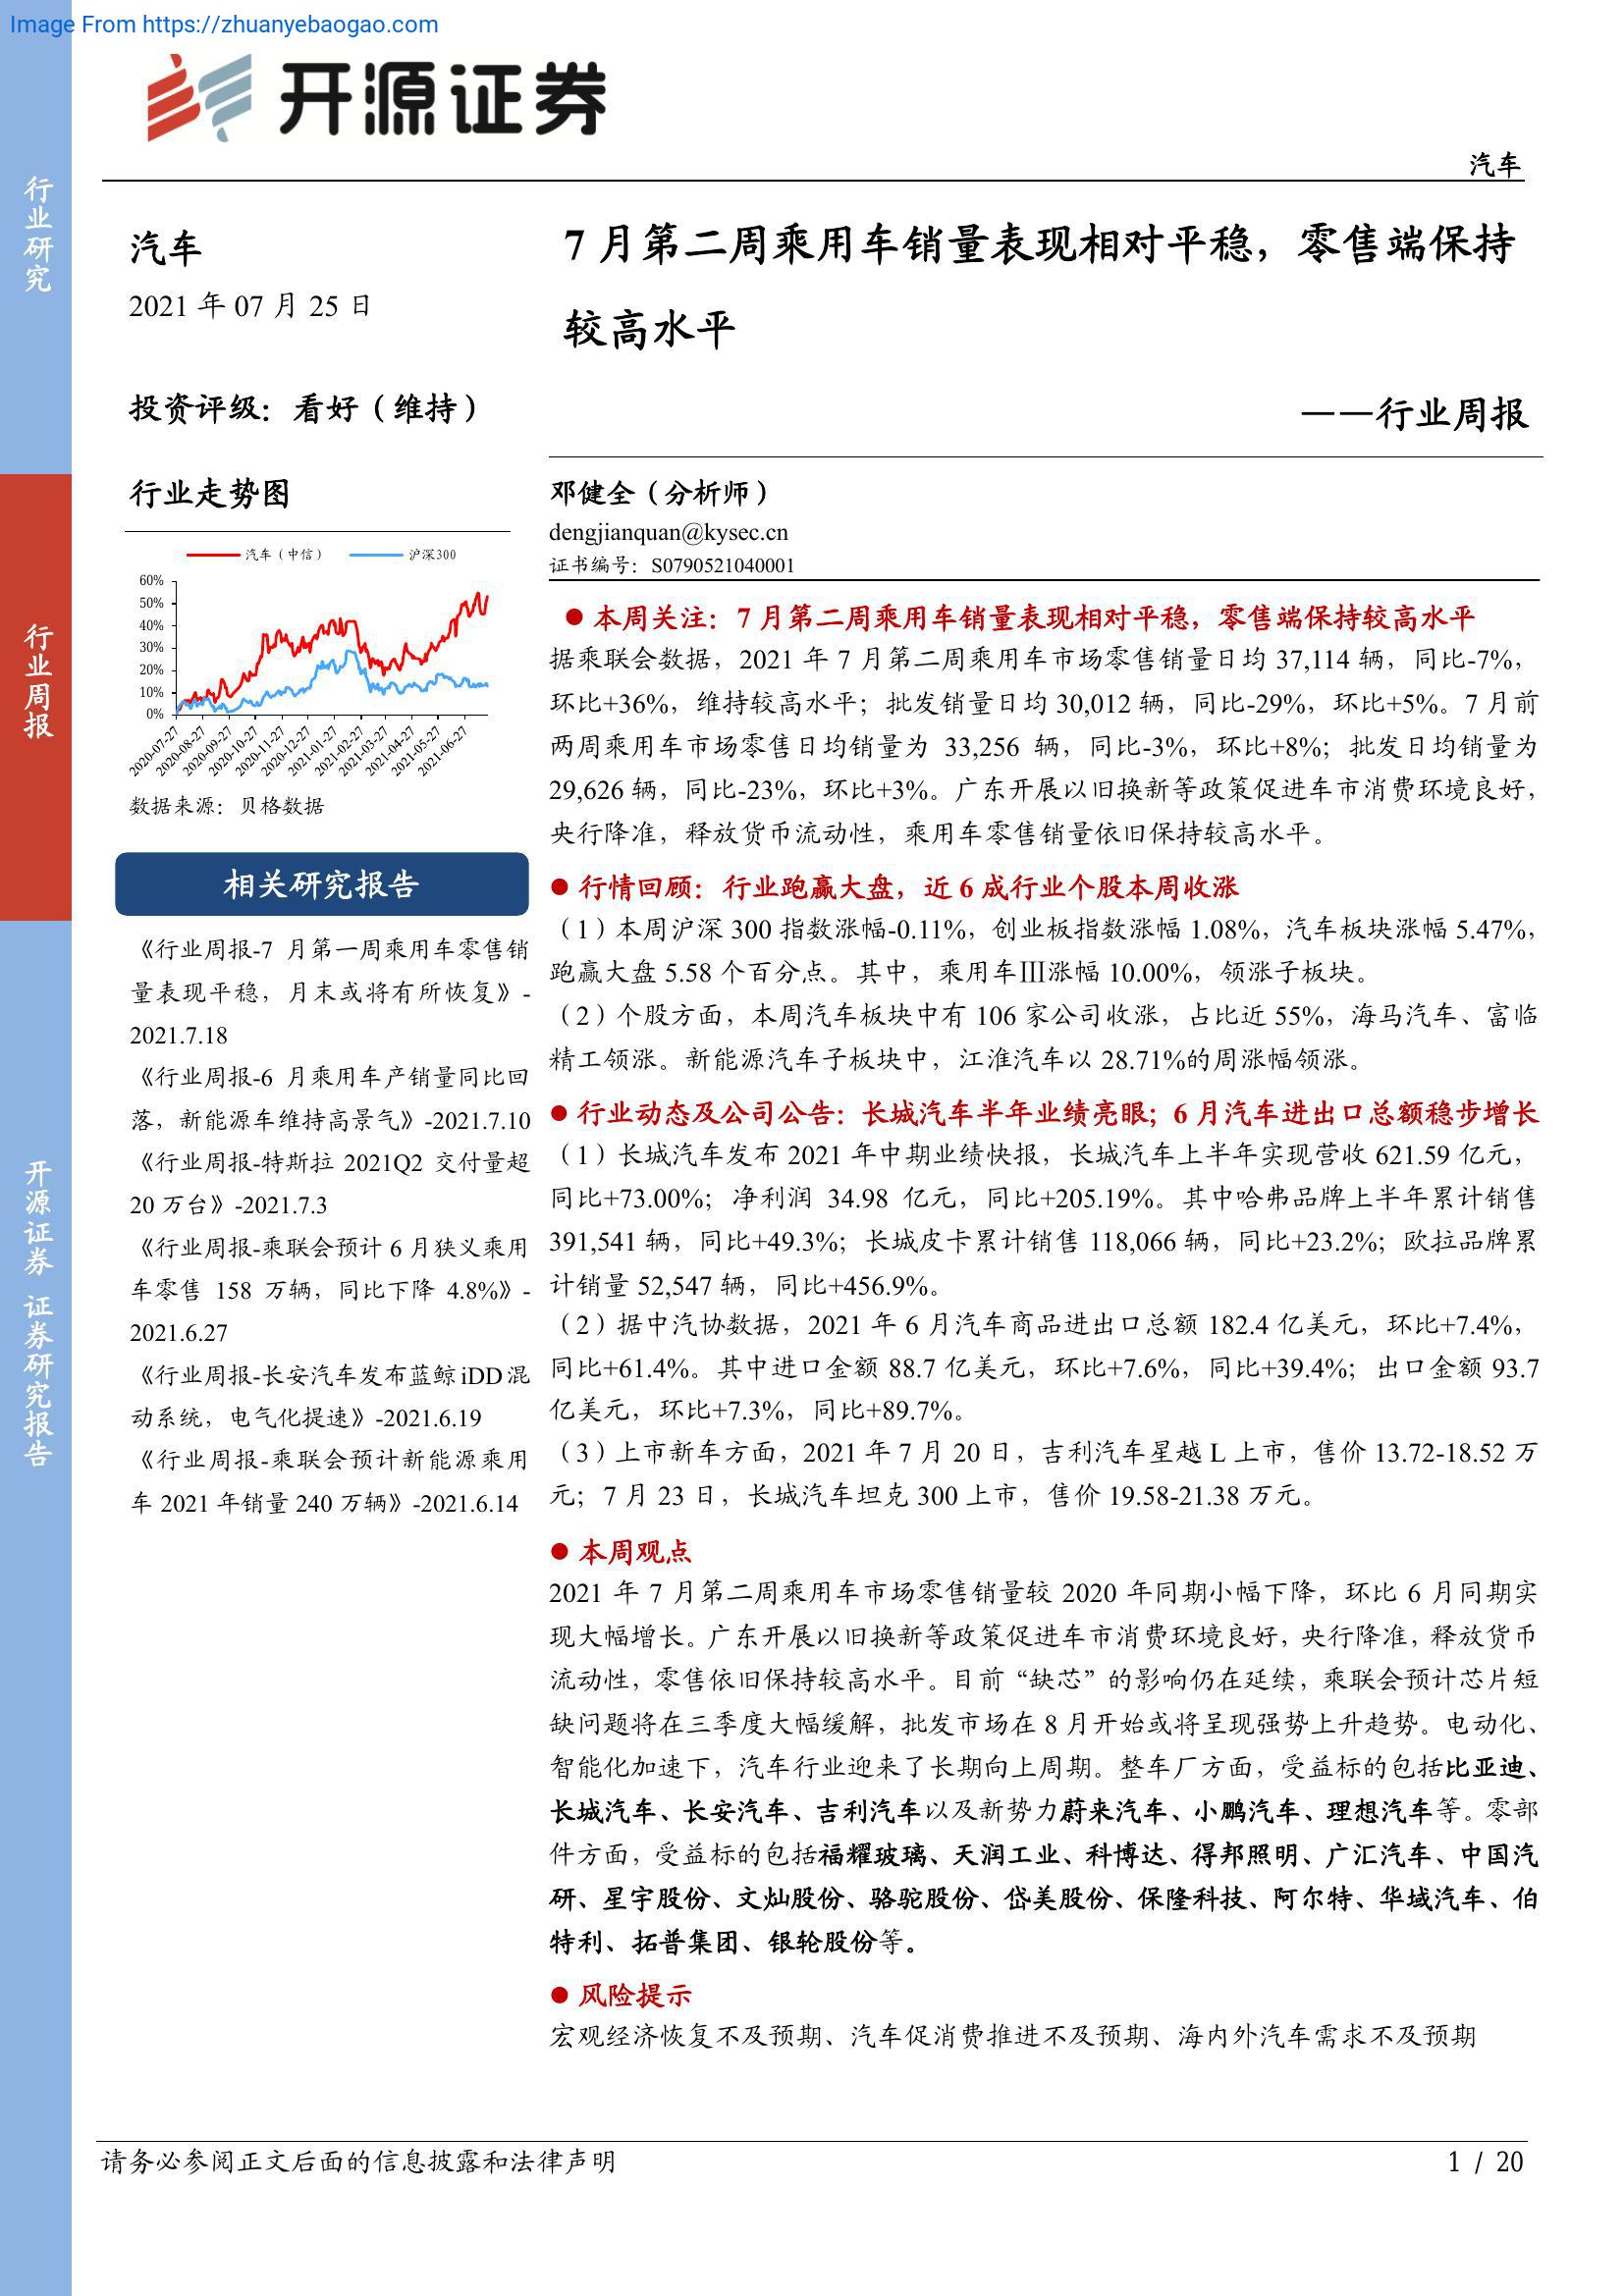 Image From https://zhuanyebaogao.com
开源证券
汽车
行业研究
行业周报
开源证券 证券研究报告
汽车
2021 年 07 月 25 日
投资评级：看好（维持）
行业走势图
汽车（中信） 沪深300
60%
50%
40%
30%
20%
10%
0%
2020-07-27
2020-08-27
2020-09-27
2020-10-27
2020-11-27
2020-12-27
2021-01-27
2021-02-27
2021-03-27
2021-04-27
2021-05-27
2021-06-27
数据来源：贝格数据
相关研究报告
《行业周报-7 月第一周乘用车零售销
量表现平稳，月末或将有所恢复》-
2021.7.18
《行业周报-6 月乘用车产销量同比回
落，新能源车维持高景气》-2021.7.10
《行业周报-特斯拉 2021Q2 交付量超
20 万台》-2021.7.3
《行业周报-乘联会预计 6 月狭义乘用
车零售 158 万辆，同比下降 4.8%》-
2021.6.27
《行业周报-长安汽车发布蓝鲸 iDD 混
动系统，电气化提速》-2021.6.19
《行业周报-乘联会预计新能源乘用
车 2021 年销量 240 万辆》-2021.6.14
7 月第二周乘用车销量表现相对平稳，零售端保持
较高水平
——行业周报
邓健全（分析师）
dengjianquan@kysec.cn
证书编号：S0790521040001
● 本周关注：7 月第二周乘用车销量表现相对平稳，零售端保持较高水平
据乘联会数据，2021 年 7 月第二周乘用车市场零售销量日均 37,114 辆，同比-7%，
环比+36%，维持较高水平；批发销量日均 30,012 辆，同比-29%，环比+5%。7 月前
两周乘用车市场零售日均销量为 33,256 辆，同比-3%，环比+8%；批发日均销量为
29,626 辆，同比-23%，环比+3%。广东开展以旧换新等政策促进车市消费环境良好，
央行降准，释放货币流动性，乘用车零售销量依旧保持较高水平。
● 行情回顾：行业跑赢大盘，近 6 成行业个股本周收涨
（1）本周沪深 300 指数涨幅-0.11%，创业板指数涨幅 1.08%，汽车板块涨幅 5.47%，
跑赢大盘 5.58 个百分点。其中，乘用车Ⅲ涨幅 10.00%，领涨子板块。
（2）个股方面，本周汽车板块中有 106 家公司收涨，占比近 55%，海马汽车、富临
精工领涨。新能源汽车子板块中，江淮汽车以 28.71%的周涨幅领涨。
● 行业动态及公司公告：长城汽车半年业绩亮眼；6 月汽车进出口总额稳步增长
（1）长城汽车发布 2021 年中期业绩快报，长城汽车上半年实现营收 621.59 亿元，
同比+73.00%；净利润 34.98 亿元，同比+205.19%。其中哈弗品牌上半年累计销售
391,541 辆，同比+49.3%；长城皮卡累计销售 118,066 辆，同比+23.2%；欧拉品牌累
计销量 52,547 辆，同比+456.9%。
（2）据中汽协数据，2021 年 6 月汽车商品进出口总额 182.4 亿美元，环比+7.4%，
同比+61.4%。其中进口金额 88.7 亿美元，环比+7.6%，同比+39.4%；出口金额 93.7
亿美元，环比+7.3%，同比+89.7%。
（3）上市新车方面，2021 年 7 月 20 日，吉利汽车星越 L 上市，售价 13.72-18.52 万
元；7 月 23 日，长城汽车坦克 300 上市，售价 19.58-21.38 万元。
● 本周观点
2021 年 7 月第二周乘用车市场零售销量较 2020 年同期小幅下降，环比 6 月同期实
现大幅增长。广东开展以旧换新等政策促进车市消费环境良好，央行降准，释放货币
流动性，零售依旧保持较高水平。目前“缺芯”的影响仍在延续，乘联会预计芯片短
缺问题将在三季度大幅缓解，批发市场在 8 月开始或将呈现强势上升趋势。电动化、
智能化加速下，汽车行业迎来了长期向上周期。整车厂方面，受益标的包括比亚迪、
长城汽车、长安汽车、吉利汽车以及新势力蔚来汽车、小鹏汽车、理想汽车等。零部
件方面，受益标的包括福耀玻璃、天润工业、科博达、得邦照明、广汇汽车、中国汽
研、星宇股份、文灿股份、骆驼股份、岱美股份、保隆科技、阿尔特、华域汽车、伯
特利、拓普集团、银轮股份等。
● 风险提示
宏观经济恢复不及预期、汽车促消费推进不及预期、海内外汽车需求不及预期
请务必参阅正文后面的信息披露和法律声明
1 / 20